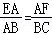 EA/AB = AF/BC